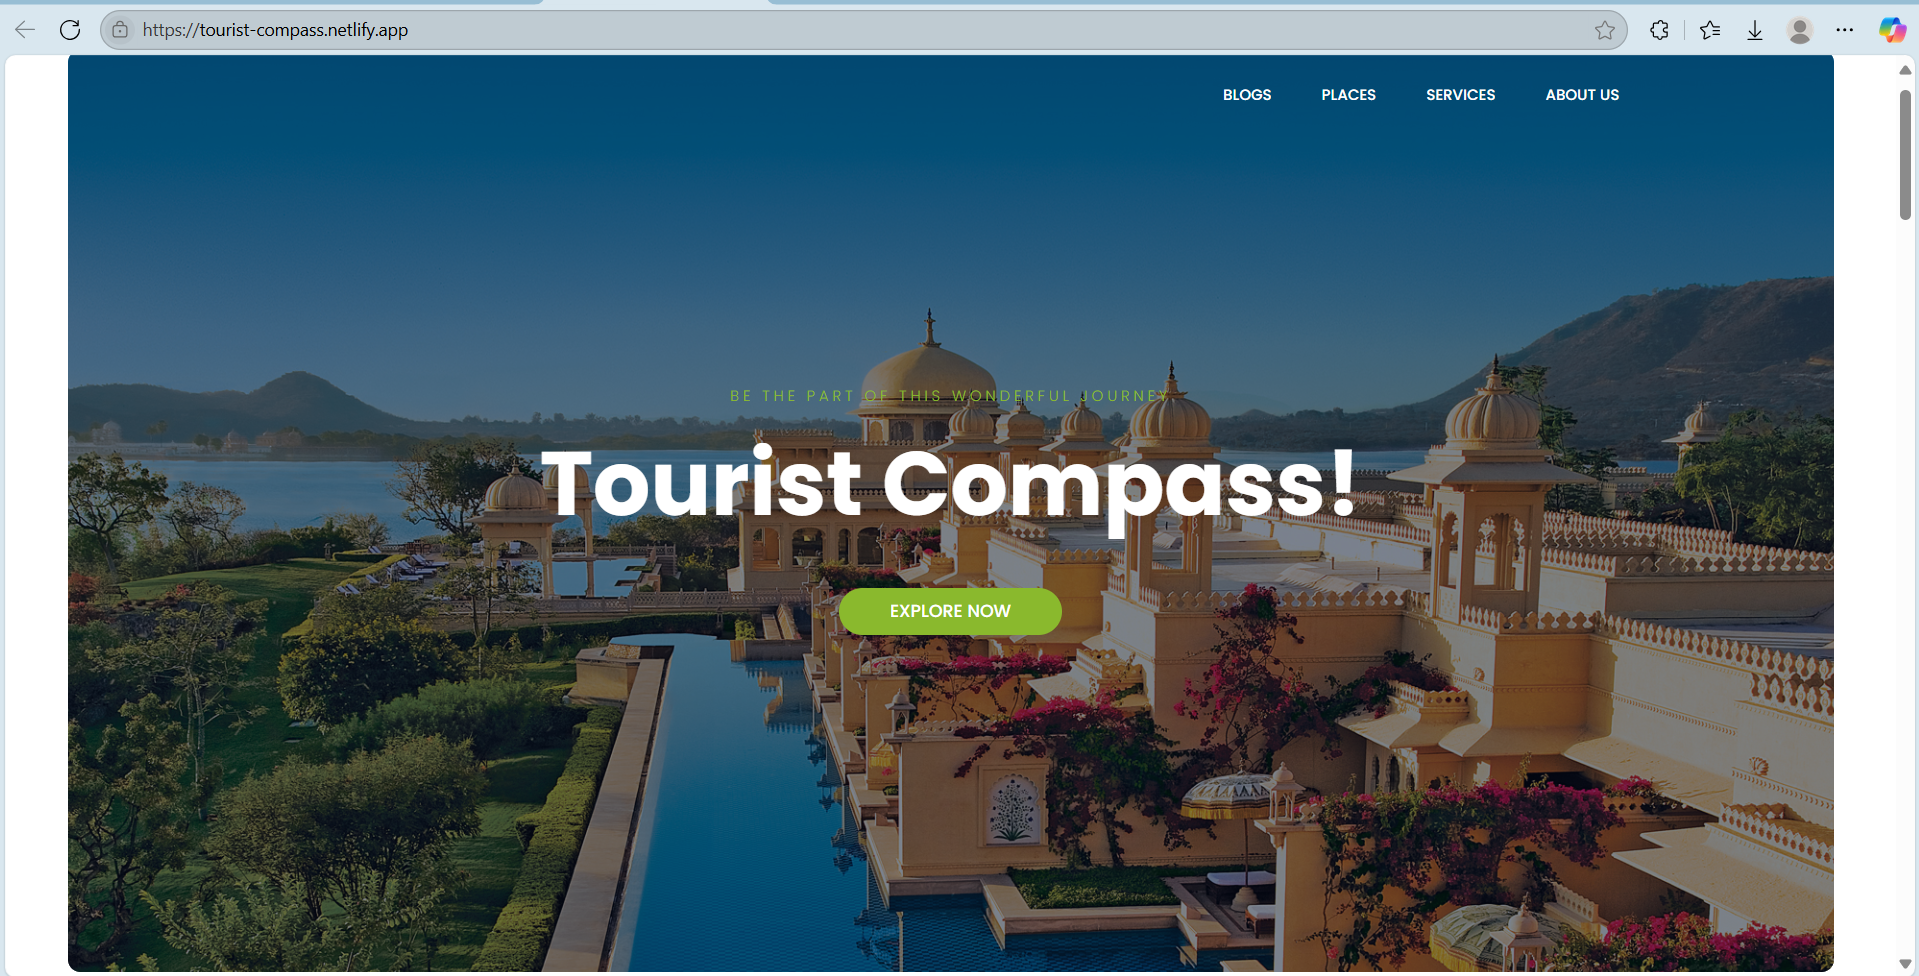 https://tourist-compass.netlify.app
BLOGS PLACES SERVICES ABOUT US
BE THE PART OF THIS WONDERFUL JOURNEY
Tourist Compass!
EXPLORE NOW